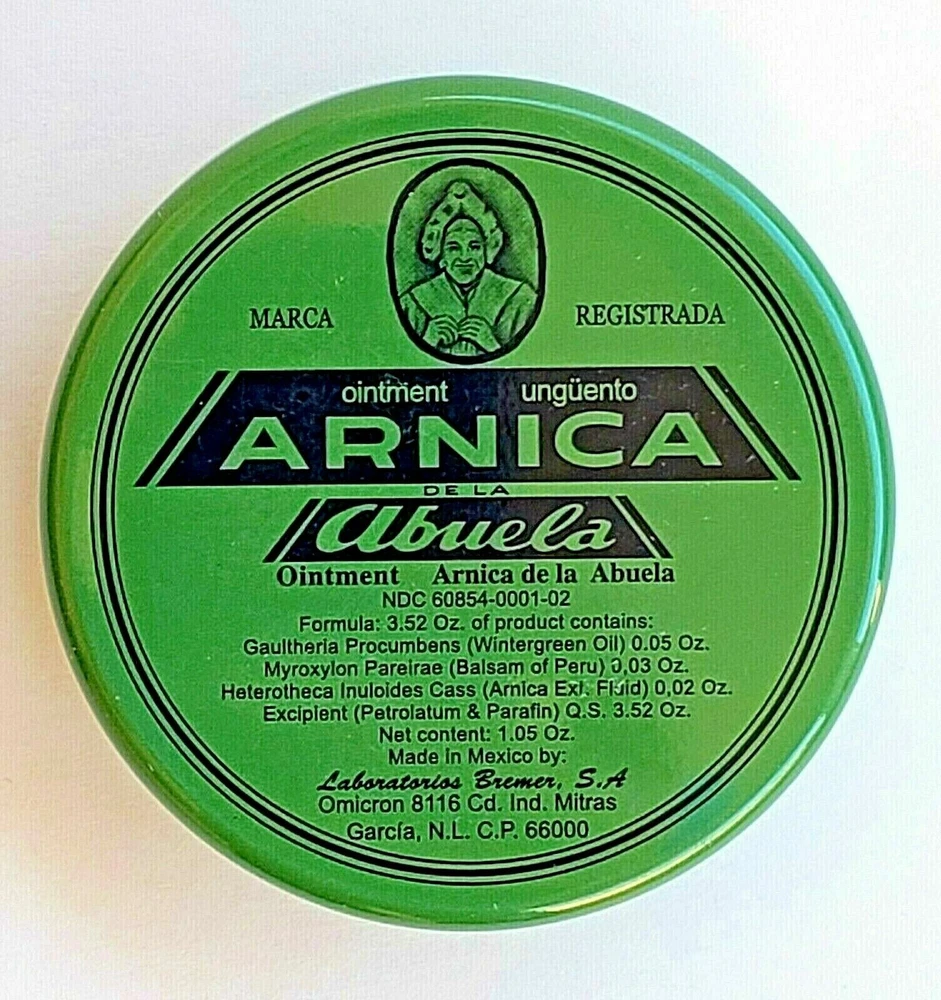 MARCA REGISTRADA
ointment ungüento
ARNICA
DE LA
Abuela
Ointment Arnica de la Abuela
NDC 60854-0001-02
Formula: 3.52 Oz. of product contains:
Gaultheria Procumbens (Wintergreen Oil) 0.05 Oz.
Myroxylon Pareirae (Balsam of Peru) 0,03 Oz.
Heterotheca Inuloides Cass (Arnica Ext. Fluid) 0,02 Oz.
Excipient (Petrolatum & Parafin) Q.S. 3.52 Oz.
Net content: 1.05 Oz.
Made in Mexico by:
Laboratorios Bremer, S.A
Omicron 8116 Cd. Ind. Mitras
García, N.L. C.P. 66000